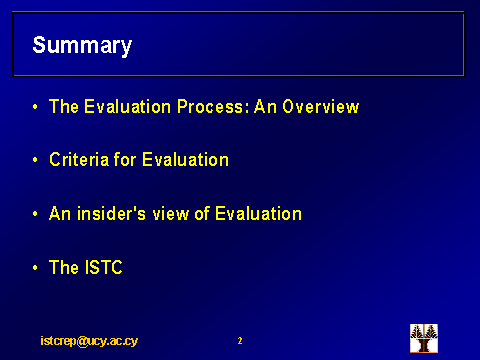 Summary
• The Evaluation Process: An Overview
• Criteria for Evaluation
• An insider's view of Evaluation
• The ISTC
istcrep@ucy.ac.cy
2